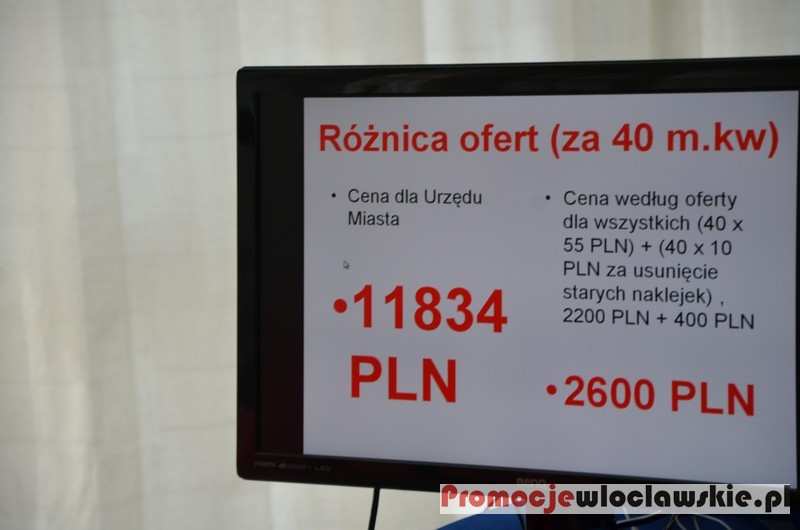 Różnica ofert (za 40 m.kw)
• Cena dla Urzędu
Miasta
•11834
PLN
• Cena według oferty
dla wszystkich (40 x
55 PLN) + (40 x 10
PLN za usunięcie
starych naklejek) ,
2200 PLN + 400 PLN
•2600 PLN
BenQ
Promocjewloclawskie.pl